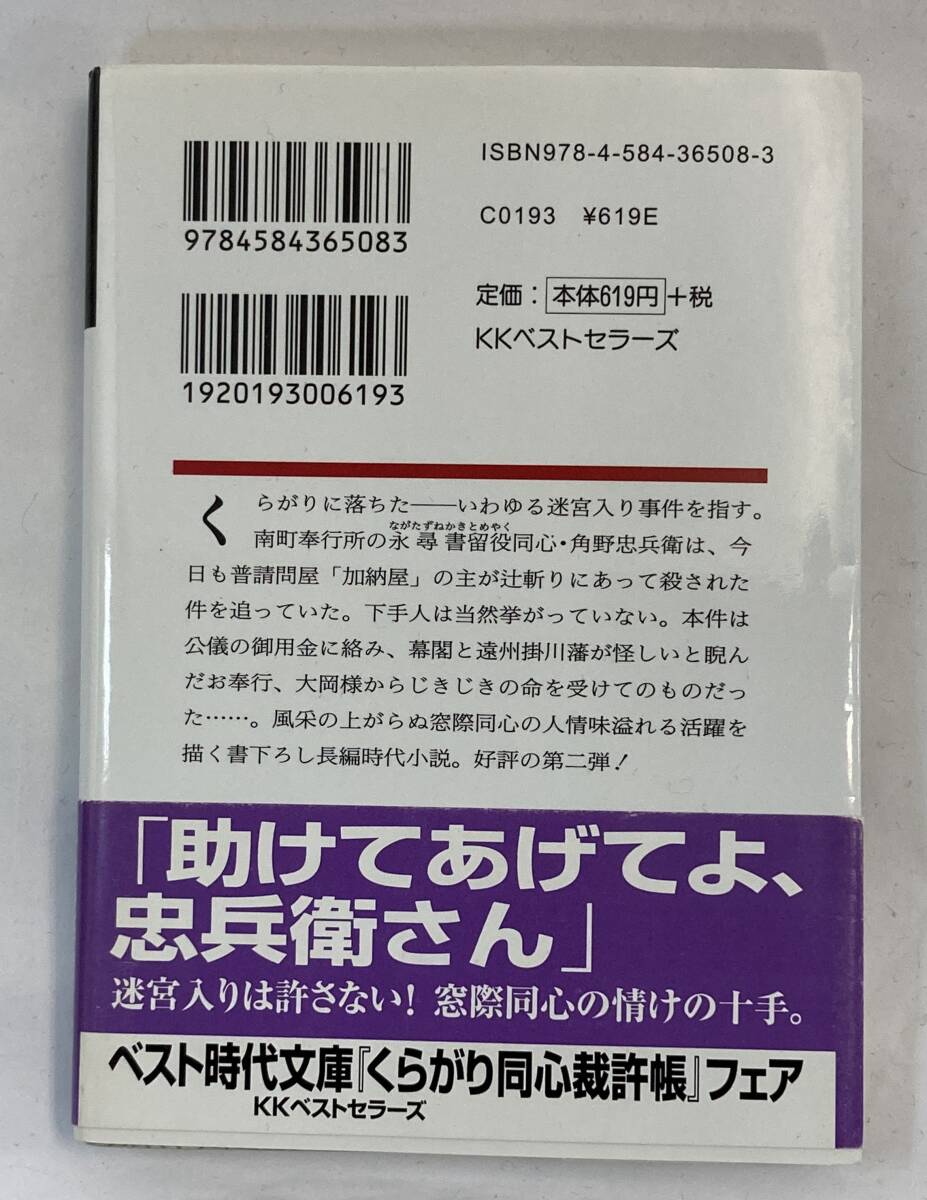 ISBN978-4-584-36508-3
9784584365083
C0193 ¥619E
定価：本体619円+税
KKベストセラーズ
1920193006193
くらがりに落ちた――いわゆる迷宮入り事件を指す。
ながたずねかきとめやく
南町奉行所の永尋書留役同心・角野忠兵衛は、今
日も普請問屋「加納屋」の主が辻斬りにあって殺された
件を追っていた。下手人は当然挙がっていない。本件は
公儀の御用金に絡み、幕閣と遠州掛川藩が怪しいと睨ん
だお奉行、大岡様からじきじきの命を受けてのものだっ
た……。風采の上がらぬ窓際同心の人情味溢れる活躍を
描く書下ろし長編時代小説。好評の第二弾！
「助けてあげてよ、
忠兵衛さん」
迷宮入りは許さない！ 窓際同心の情けの十手。
ベスト時代文庫『くらがり同心裁許帳』フェア
KKベストセラーズ